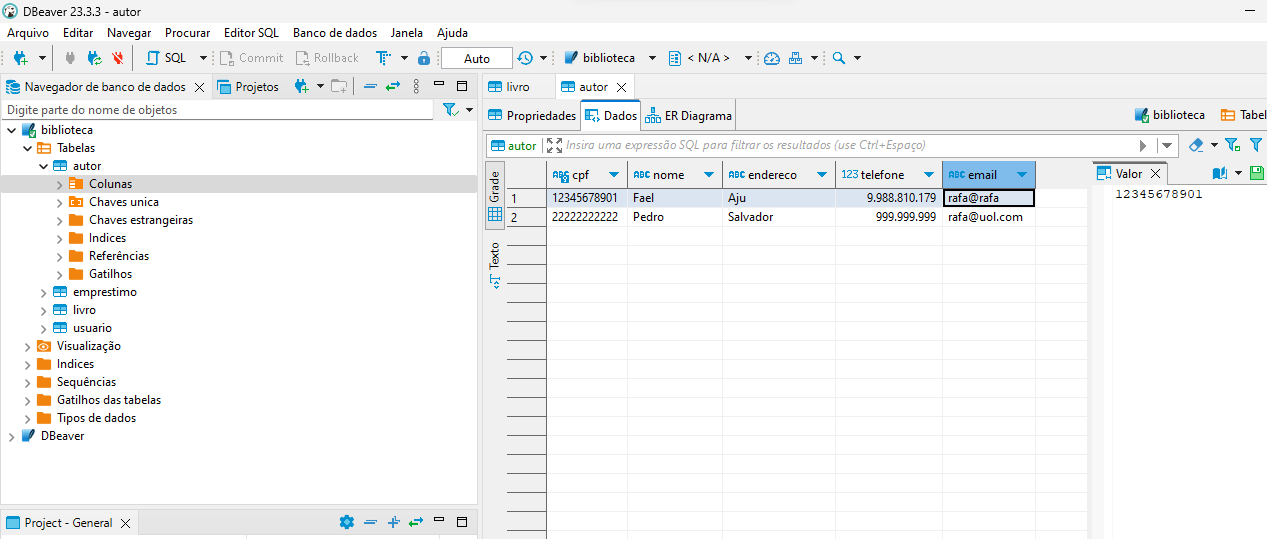 DBeaver 23.3.3 - autor
Arquivo Editar Navegar Procurar Editor SQL Banco de dados Janela Ajuda
SQL Commit Rollback Auto biblioteca < N/A >
Navegador de banco de dados Projetos
Digite parte do nome de objetos
biblioteca
Tabelas
autor
Colunas
Chaves unica
Chaves estrangeiras
Indices
Referências
Gatilhos
emprestimo
livro
usuario
Visualização
Indices
Sequências
Gatilhos das tabelas
Tipos de dados
DBeaver
Project - General
livro autor
Propriedades Dados ER Diagrama biblioteca Tabel
autor Insira uma expressão SQL para filtrar os resultados (use Ctrl+Espaço)
Grade
Texto
ABC cpf ABC nome ABC endereco 123 telefone ABC email
1 12345678901 Fael Aju 9.988.810.179 rafa@rafa
2 22222222222 Pedro Salvador 999.999.999 rafa@uol.com
Valor
12345678901